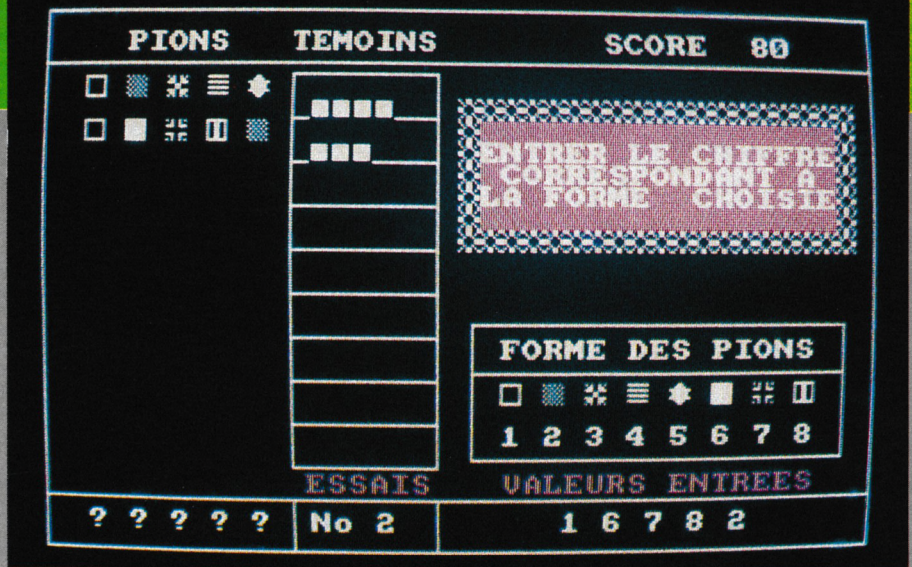 PIONS TEMOINS SCORE 80
ENTRER LE CHIFFRE
CORRESPONDANT A
LA FORME CHOISIE
FORME DES PIONS
1 2 3 4 5 6 7 8
ESSAIS VALEURS ENTREES
? ? ? ? ? No 2 1 6 7 8 2